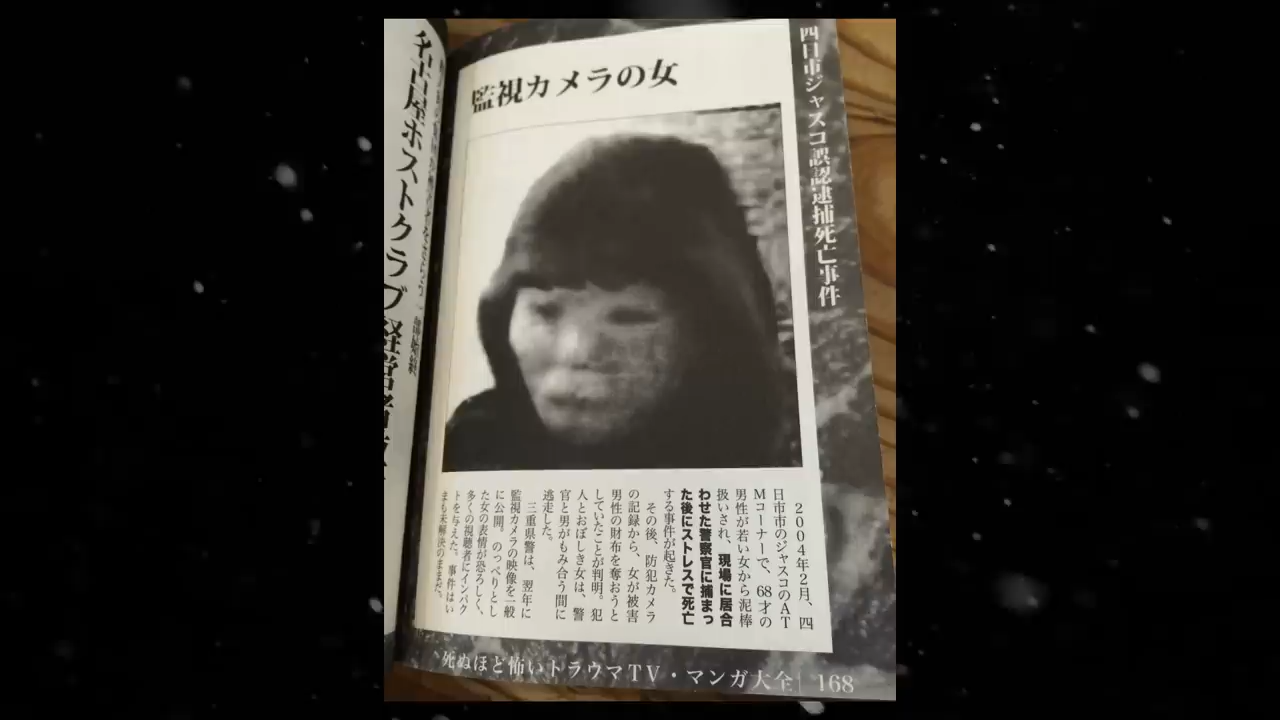 四日市ジャスコ誤認逮捕死亡事件
監視カメラの女
２００４年２月、四
日市市のジャスコのＡＴ
Ｍコーナーで、68才の
男性が若い女から泥棒
扱いされ、現場に居合
わせた警察官に捕まっ
た後にストレスで死亡
する事件が起きた。
その後、防犯カメラ
の記録から、女が被害
男性の財布を奪おうと
していたことが判明。犯
人とおぼしき女は、警
官と男がもみ合う間に
逃走した。
三重県警は、翌年に
監視カメラの映像を一般
に公開。のっぺりとし
た女の表情が恐ろしく、
多くの視聴者にインパク
トを与えた。事件はい
まも未解決のままだ。
死ぬほど怖いトラウマTV・マンガ大全 168
名古屋ホストクラブ経営者